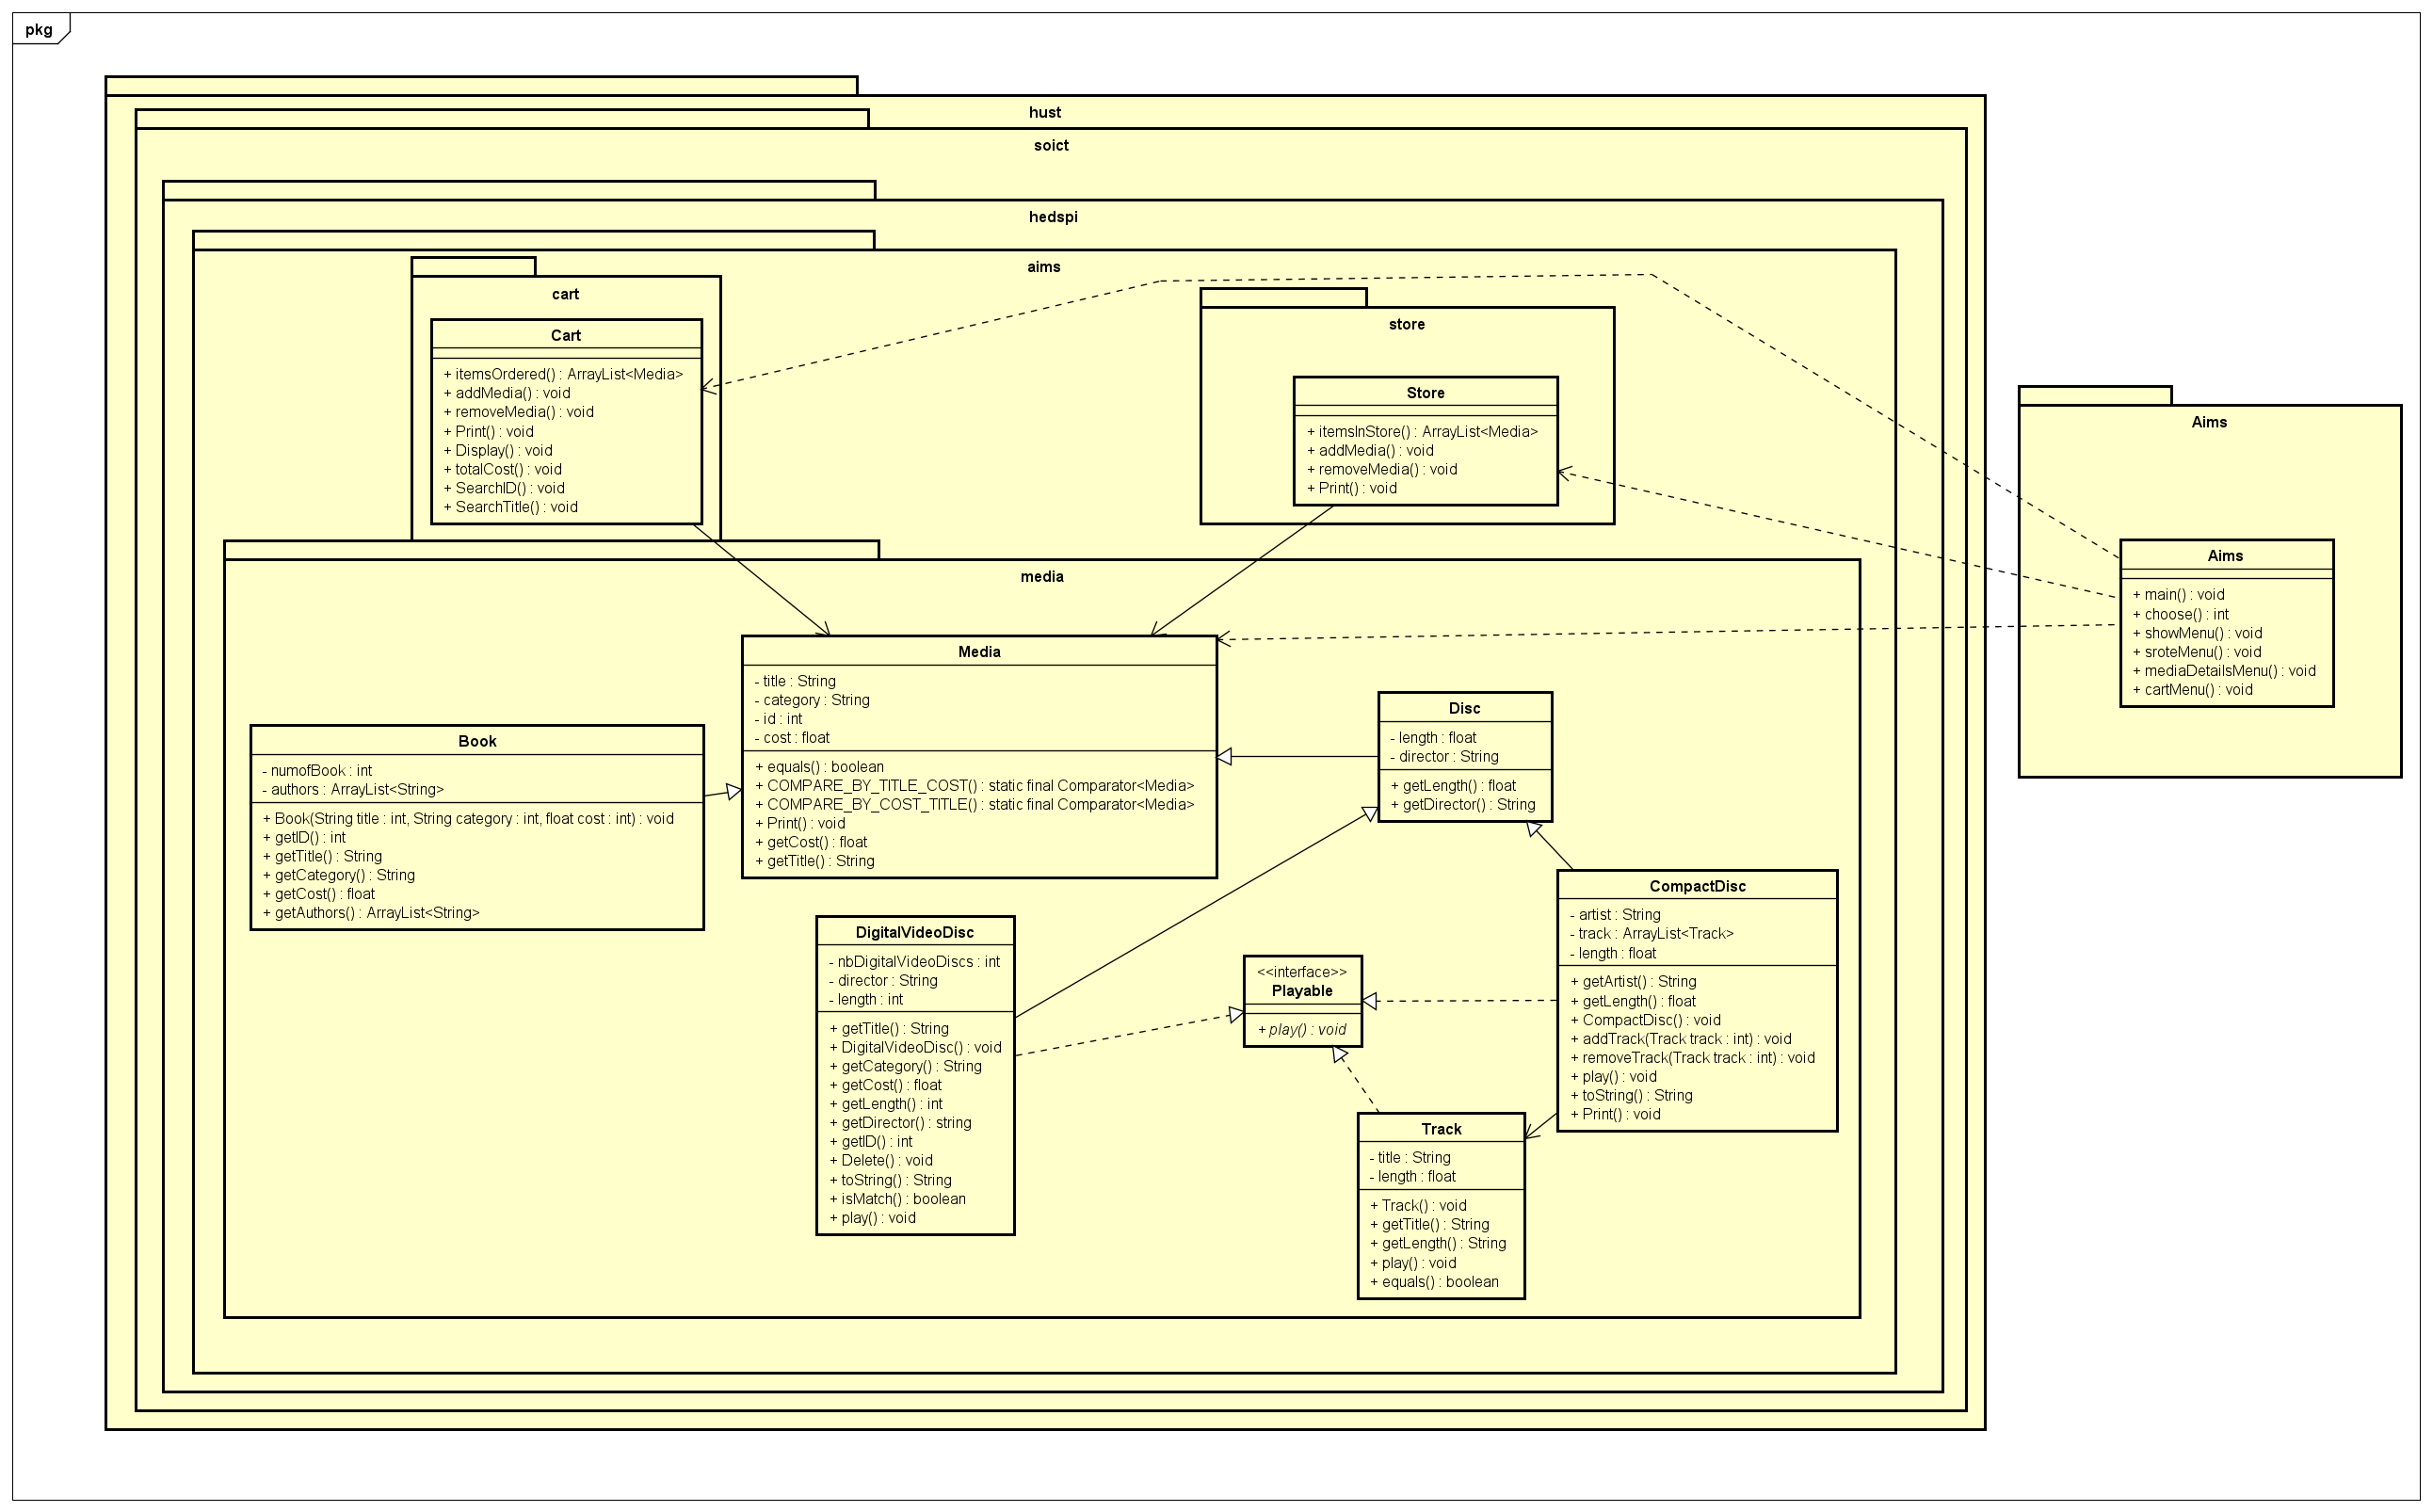 pkg
hust
soict
hedspi
aims
cart
Cart
+ itemsOrdered() : ArrayList<Media>
+ addMedia() : void
+ removeMedia() : void
+ Print() : void
+ Display() : void
+ totalCost() : void
+ SearchID() : void
+ SearchTitle() : void
store
Store
+ itemsInStore() : ArrayList<Media>
+ addMedia() : void
+ removeMedia() : void
+ Print() : void
Aims
Aims
+ main() : void
+ choose() : int
+ showMenu() : void
+ sroteMenu() : void
+ mediaDetailsMenu() : void
+ cartMenu() : void
media
Media
- title : String
- category : String
- id : int
- cost : float
+ equals() : boolean
+ COMPARE_BY_TITLE_COST() : static final Comparator<Media>
+ COMPARE_BY_COST_TITLE() : static final Comparator<Media>
+ Print() : void
+ getCost() : float
+ getTitle() : String
Book
- numofBook : int
- authors : ArrayList<String>
+ Book(String title : int, String category : int, float cost : int) : void
+ getID() : int
+ getTitle() : String
+ getCategory() : String
+ getCost() : float
+ getAuthors() : ArrayList<String>
Disc
- length : float
- director : String
+ getLength() : float
+ getDirector() : String
DigitalVideoDisc
- nbDigitalVideoDiscs : int
- director : String
- length : int
+ getTitle() : String
+ DigitalVideoDisc() : void
+ getCategory() : String
+ getCost() : float
+ getLength() : int
+ getDirector() : string
+ getID() : int
+ Delete() : void
+ toString() : String
+ isMatch() : boolean
+ play() : void
<<interface>>
Playable
+ play() : void
CompactDisc
- artist : String
- track : ArrayList<Track>
- length : float
+ getArtist() : String
+ getLength() : float
+ CompactDisc() : void
+ addTrack(Track track : int) : void
+ removeTrack(Track track : int) : void
+ play() : void
+ toString() : String
+ Print() : void
Track
- title : String
- length : float
+ Track() : void
+ getTitle() : String
+ getLength() : String
+ play() : void
+ equals() : boolean